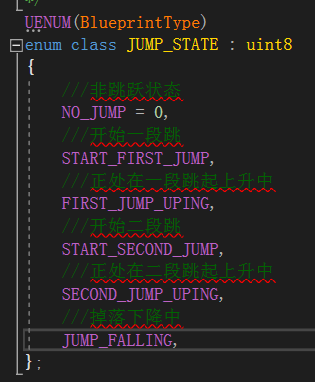 */
UENUM(BlueprintType)
enum class JUMP_STATE : uint8
{
///非跳跃状态
NO_JUMP = 0,
///开始一段跳
START_FIRST_JUMP,
///正处在一段跳起上升中
FIRST_JUMP_UPING,
///开始二段跳
START_SECOND_JUMP,
///正处在二段跳起上升中
SECOND_JUMP_UPING,
///掉落下降中
JUMP_FALLING,
};